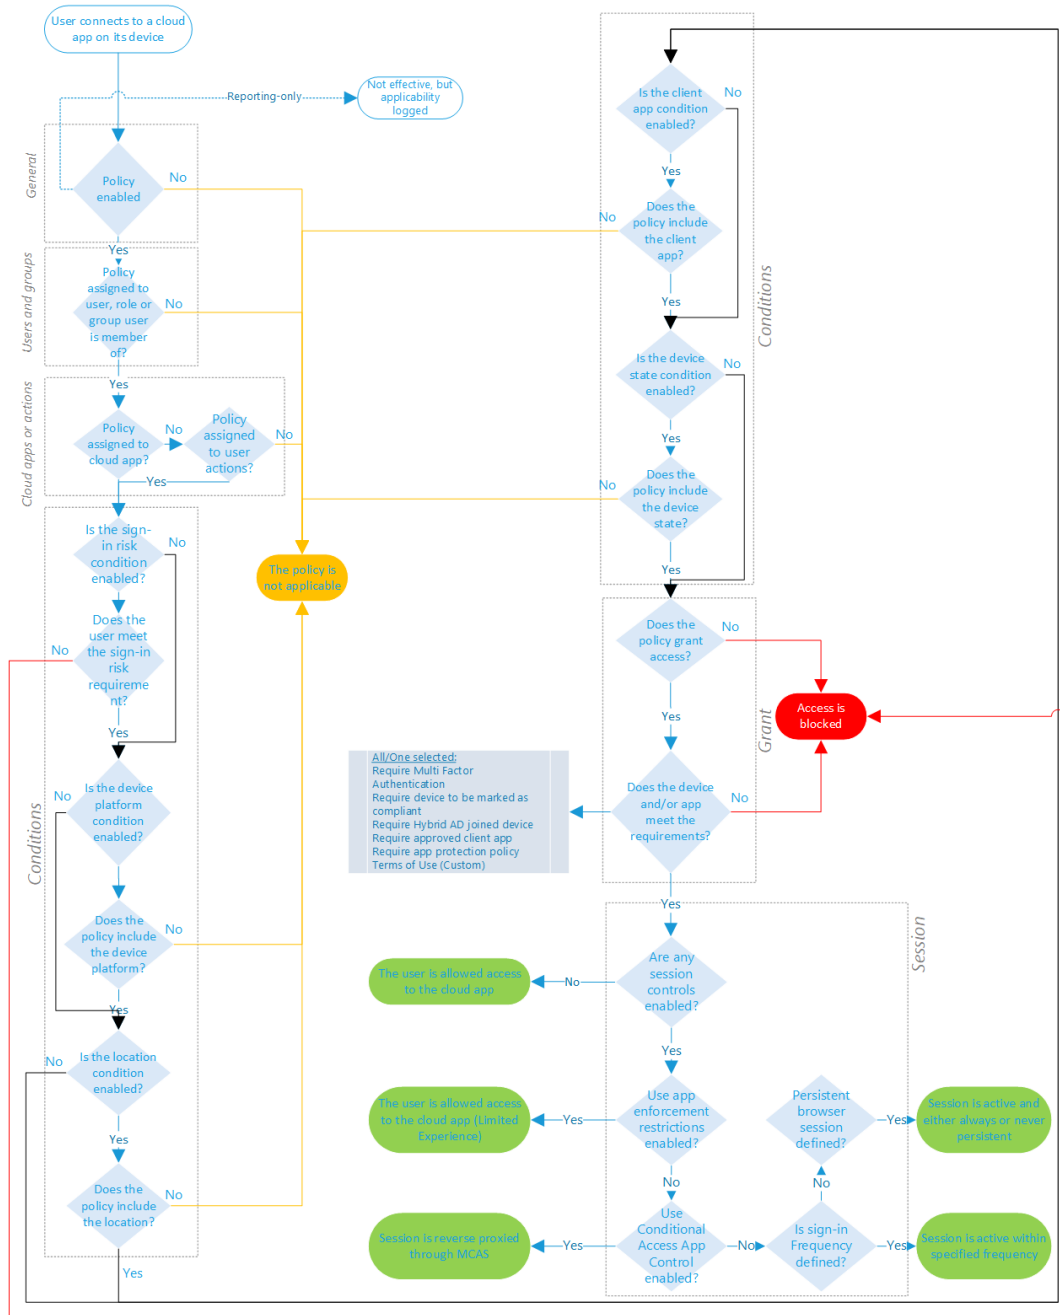 User connects to a cloud
app on its device
Reporting-only
Not effective, but
applicability
logged
General
Policy
enabled
No
Yes
Users and groups
Policy
assigned to
user, role or
group user
is member
of?
No
Yes
Cloud apps or actions
Policy
assigned to
cloud app?
No
Policy
assigned
to user
actions?
No
Yes
Conditions
Is the sign-
in risk
condition
enabled?
No
Does the
user meet
the sign-in
risk
requireme
nt?
No
Yes
Is the device
platform
condition
enabled?
No
Does the
policy include
the device
platform?
No
Yes
Is the location
condition
enabled?
No
Yes
Does the
policy include
the location?
No
Yes
The policy is
not applicable
Conditions
Is the client
app condition
enabled?
No
Yes
Does the
policy include
the client
app?
No
Yes
Is the device
state condition
enabled?
No
Yes
Does the
policy include
the device
state?
No
Yes
Grant
Does the
policy grant
access?
No
Yes
Access is
blocked
Does the device
and/or app
meet the
requirements?
No
Yes
All/One selected:
Require Multi Factor
Authentication
Require device to be marked as
compliant
Require Hybrid AD joined device
Require approved client app
Require app protection policy
Terms of Use (Custom)
Session
Are any
session
controls
enabled?
No
The user is allowed access
to the cloud app
Yes
Use app
enforcement
restrictions
enabled?
Yes
The user is allowed access
to the cloud app (Limited
Experience)
No
Use
Conditional
Access App
Control
enabled?
Yes
Session is reverse proxied
through MCAS
No
Is sign-in
Frequency
defined?
Yes
Session is active within
specified frequency
No
Persistent
browser
session
defined?
Yes
Session is active and
either always or never
persistent